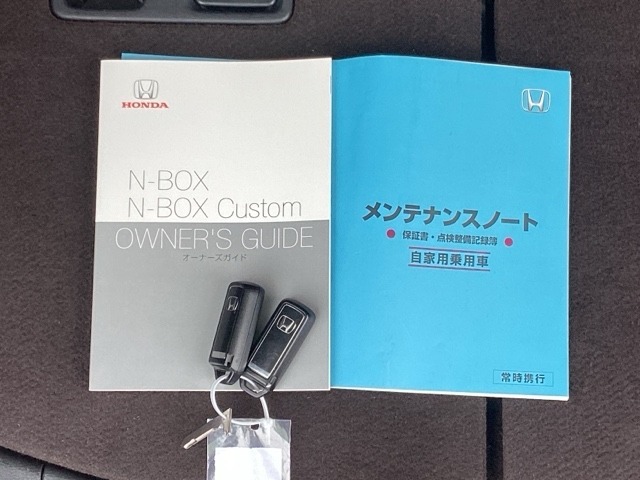 HONDA
N-BOX
N-BOX Custom
OWNER'S GUIDE
オーナーズガイド
メンテナンスノート
保証書・点検整備記録簿
自家用乗用車
常時携行